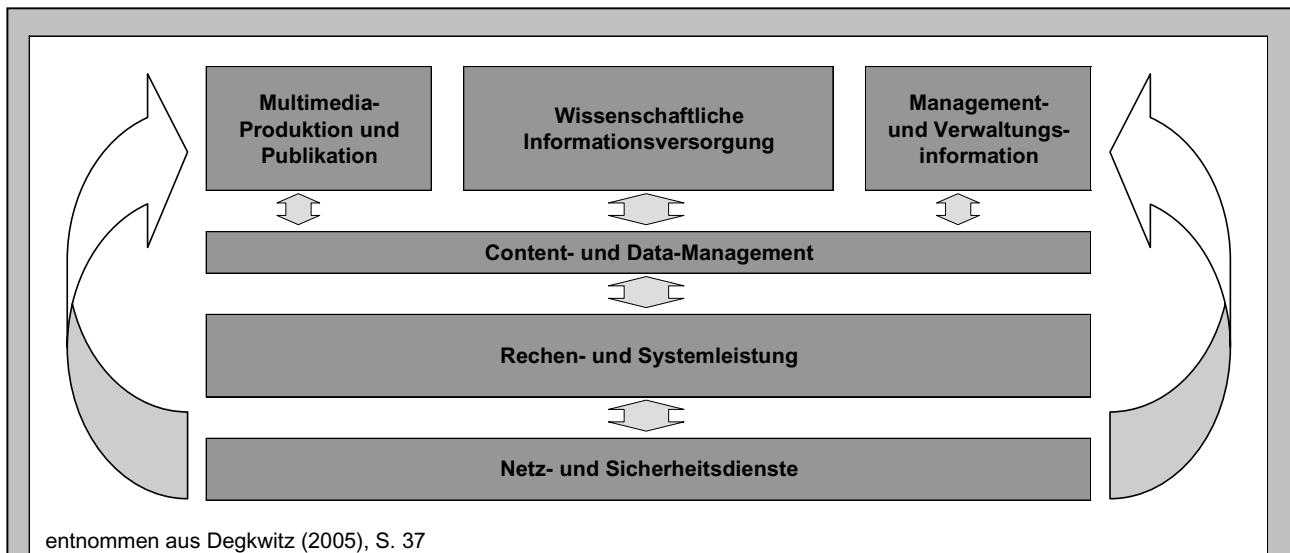 Multimedia-
Produktion und
Publikation
Wissenschaftliche
Informationsversorgung
Management-
und Verwaltungs-
information
Content- und Data-Management
Rechen- und Systemleistung
Netz- und Sicherheitsdienste
entnommen aus Degkwitz (2005), S. 37